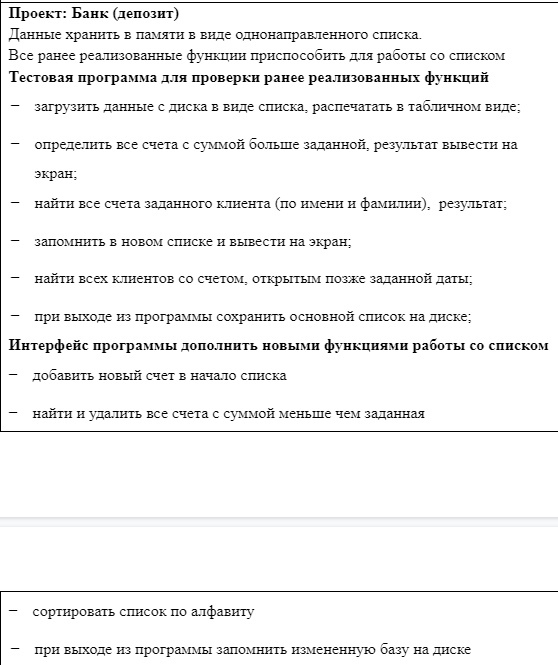 Проект: Банк (депозит)
Данные хранить в памяти в виде однонаправленного списка.
Все ранее реализованные функции приспособить для работы со списком
Тестовая программа для проверки ранее реализованных функций
− загрузить данные с диска в виде списка, распечатать в табличном виде;
− определить все счета с суммой больше заданной, результат вывести на
экран;
− найти все счета заданного клиента (по имени и фамилии), результат;
− запомнить в новом списке и вывести на экран;
− найти всех клиентов со счетом, открытым позже заданной даты;
− при выходе из программы сохранить основной список на диске;
Интерфейс программы дополнить новыми функциями работы со списком
− добавить новый счет в начало списка
− найти и удалить все счета с суммой меньше чем заданная
− сортировать список по алфавиту
− при выходе из программы запомнить измененную базу на диске